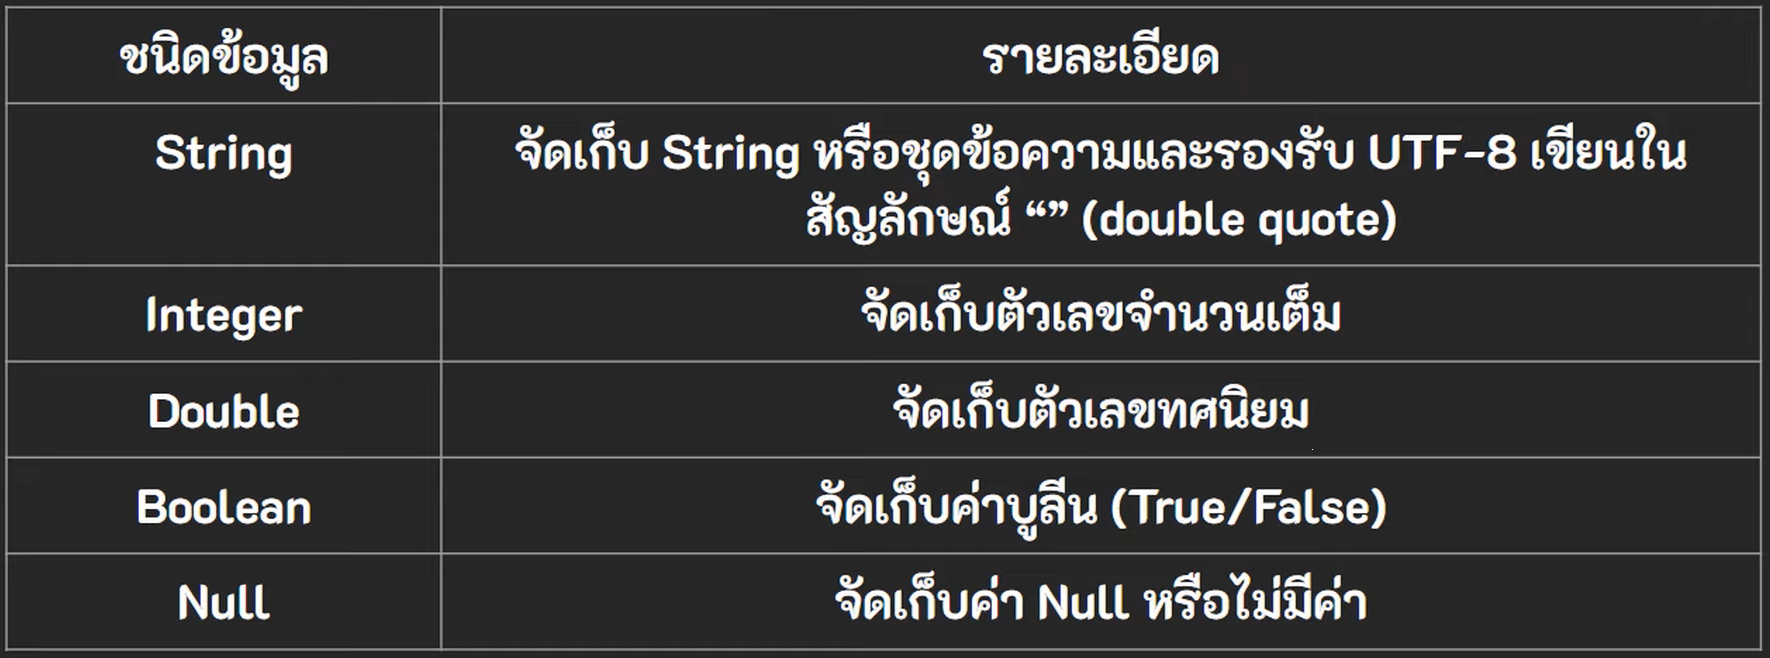 ชนิดข้อมูล
รายละเอียด
String
จัดเก็บ String หรือชุดข้อความและรองรับ UTF-8 เขียนใน
สัญลักษณ์ “” (double quote)
Integer
จัดเก็บตัวเลขจำนวนเต็ม
Double
จัดเก็บตัวเลขทศนิยม
Boolean
จัดเก็บค่าบูลีน (True/False)
Null
จัดเก็บค่า Null หรือไม่มีค่า